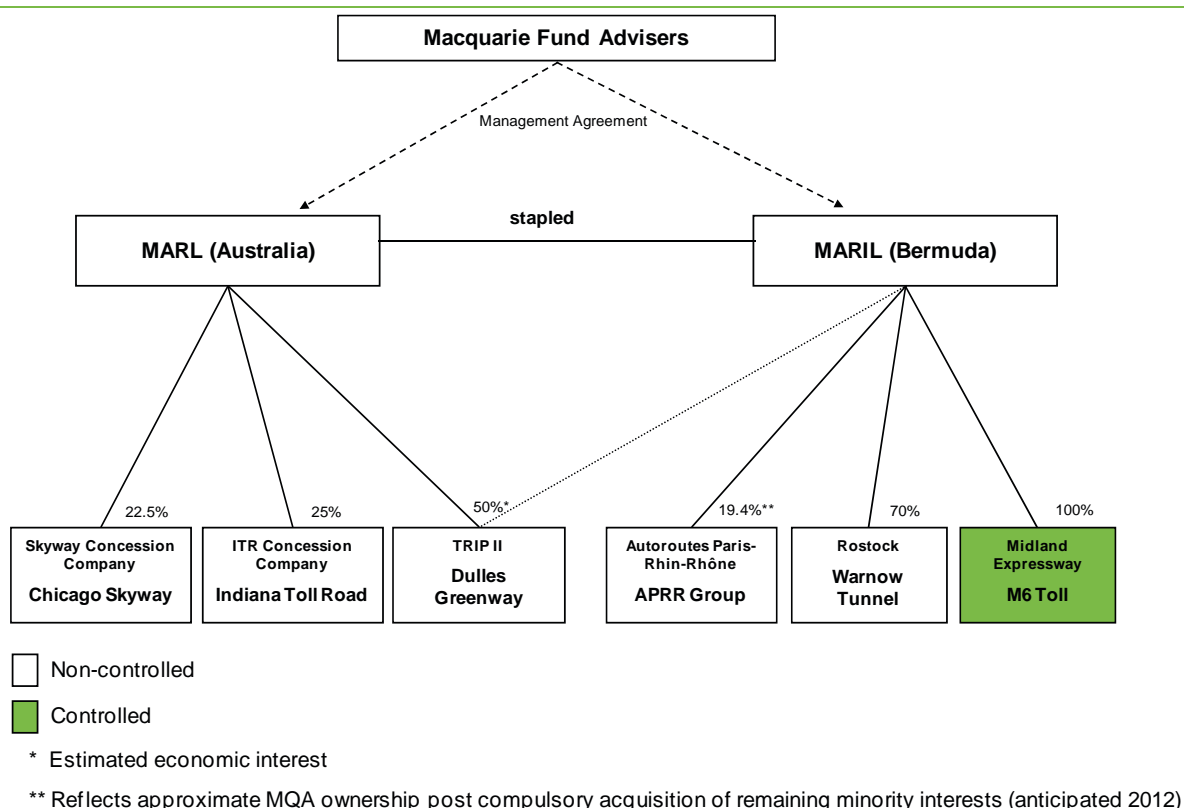 Macquarie Fund Advisers
Management Agreement
stapled
MARL (Australia)
MARIL (Bermuda)
22.5%
25%
50%*
19.4%**
70%
100%
Skyway Concession
Company
Chicago Skyway
ITR Concession
Company
Indiana Toll Road
TRIP II
Dulles
Greenway
Autoroutes Paris-
Rhin-Rhône
APRR Group
Rostock
Warnow
Tunnel
Midland
Expressway
M6 Toll
Non-controlled
Controlled
* Estimated economic interest
** Reflects approximate MQA ownership post compulsory acquisition of remaining minority interests (anticipated 2012)